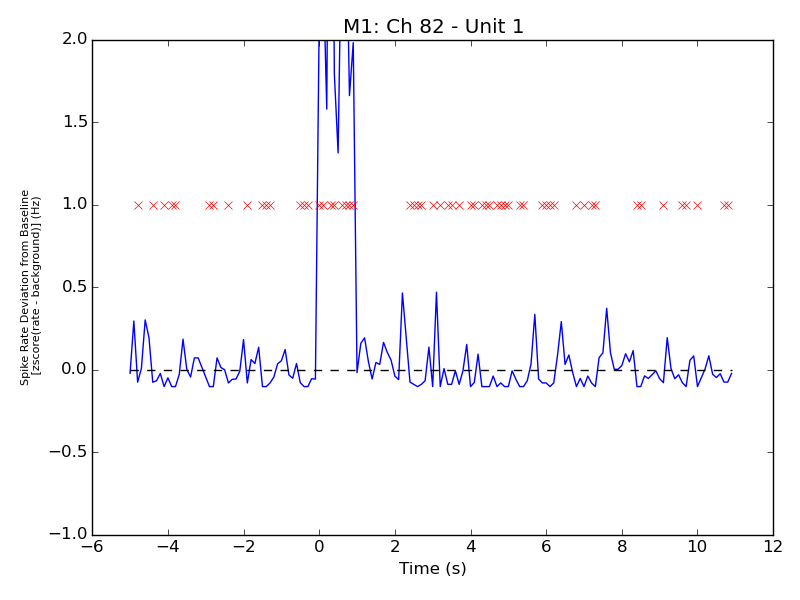 M1: Ch 82 - Unit 1
2.0
1.5
1.0
0.5
0.0
−0.5
−1.0
Spike Rate Deviation from Baseline
[zscore(rate - background)] (Hz)
−6 −4 −2 0 2 4 6 8 10 12
Time (s)